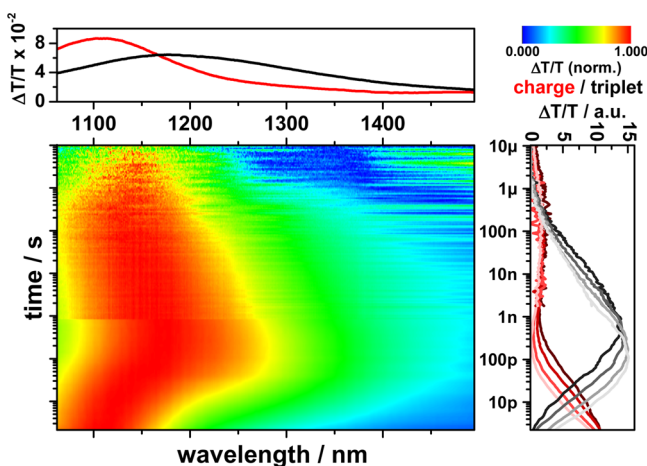 ΔT/T x 10⁻²
8
4
0
1100 1200 1300 1400
0.000 1.000
ΔT/T (norm.)
charge / triplet
ΔT/T / a.u.
0 5 10 15
time / s
10µ
1µ
100n
10n
1n
100p
10p
wavelength / nm